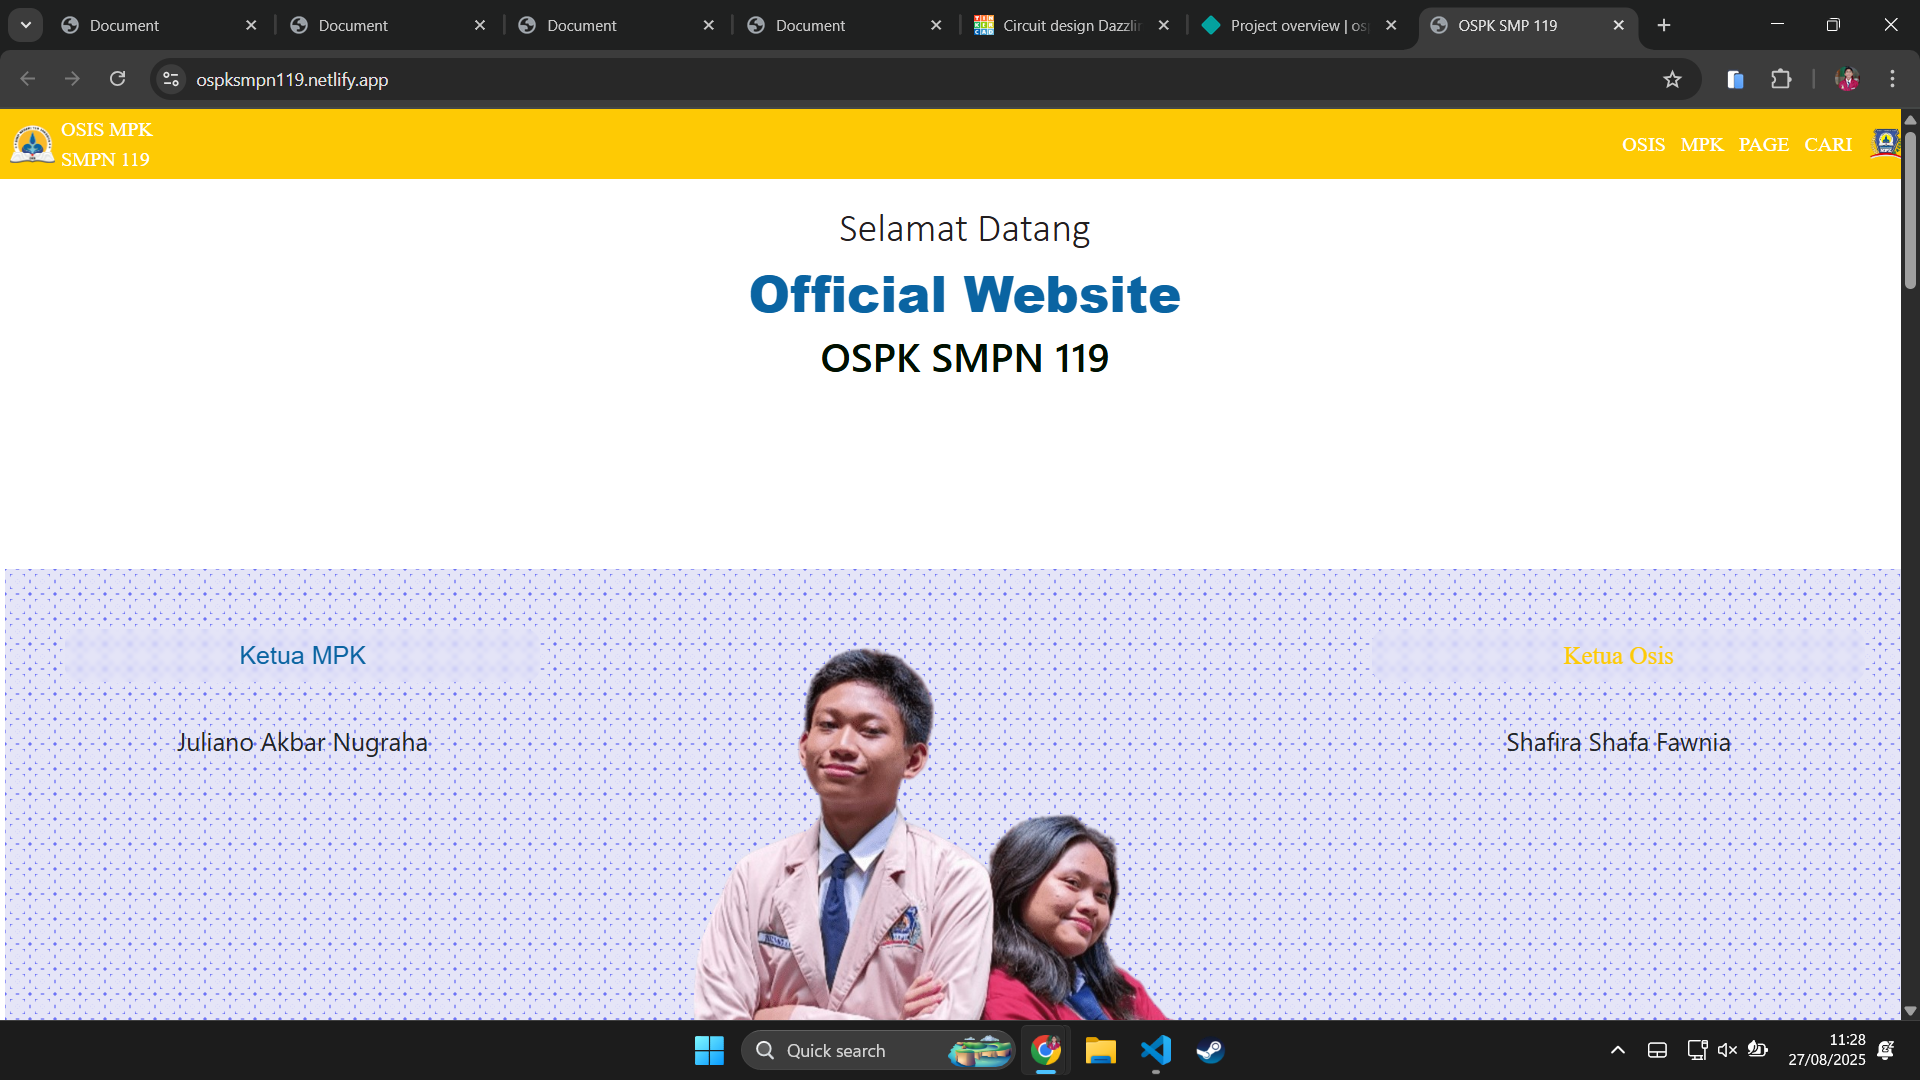 Document
Document
Document
Document
Circuit design Dazzlin
Project overview | osp
OSPK SMP 119
ospksmpn119.netlify.app
OSIS MPK
SMPN 119
OSIS MPK PAGE CARI
Selamat Datang
Official Website
OSPK SMPN 119
Ketua MPK
Ketua Osis
Juliano Akbar Nugraha
Shafira Shafa Fawnia
Quick search
11:28
27/08/2025